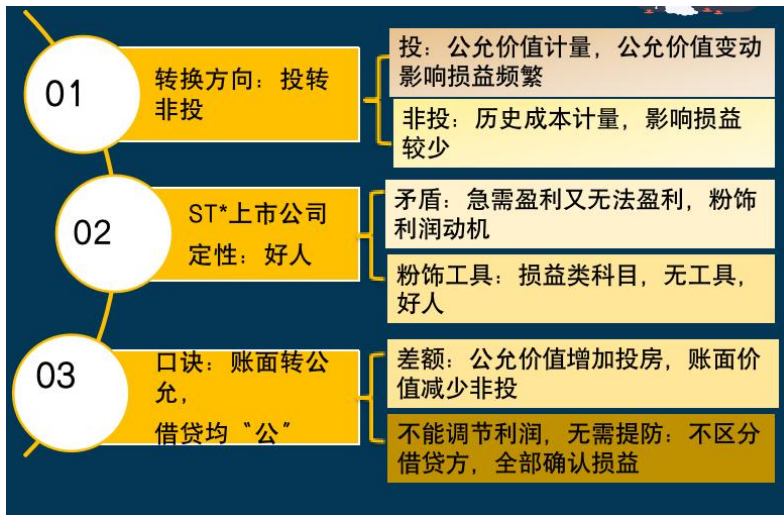 01
转换方向：投转
非投
投：公允价值计量，公允价值变动
影响损益频繁
非投：历史成本计量，影响损益
较少
02
ST*上市公司
定性：好人
矛盾：急需盈利又无法盈利，粉饰
利润动机
粉饰工具：损益类科目，无工具，
好人
03
口诀：账面转公
允，
借贷均“公”
差额：公允价值增加投房，账面价
值减少非投
不能调节利润，无需提防：不区分
借贷方，全部确认损益